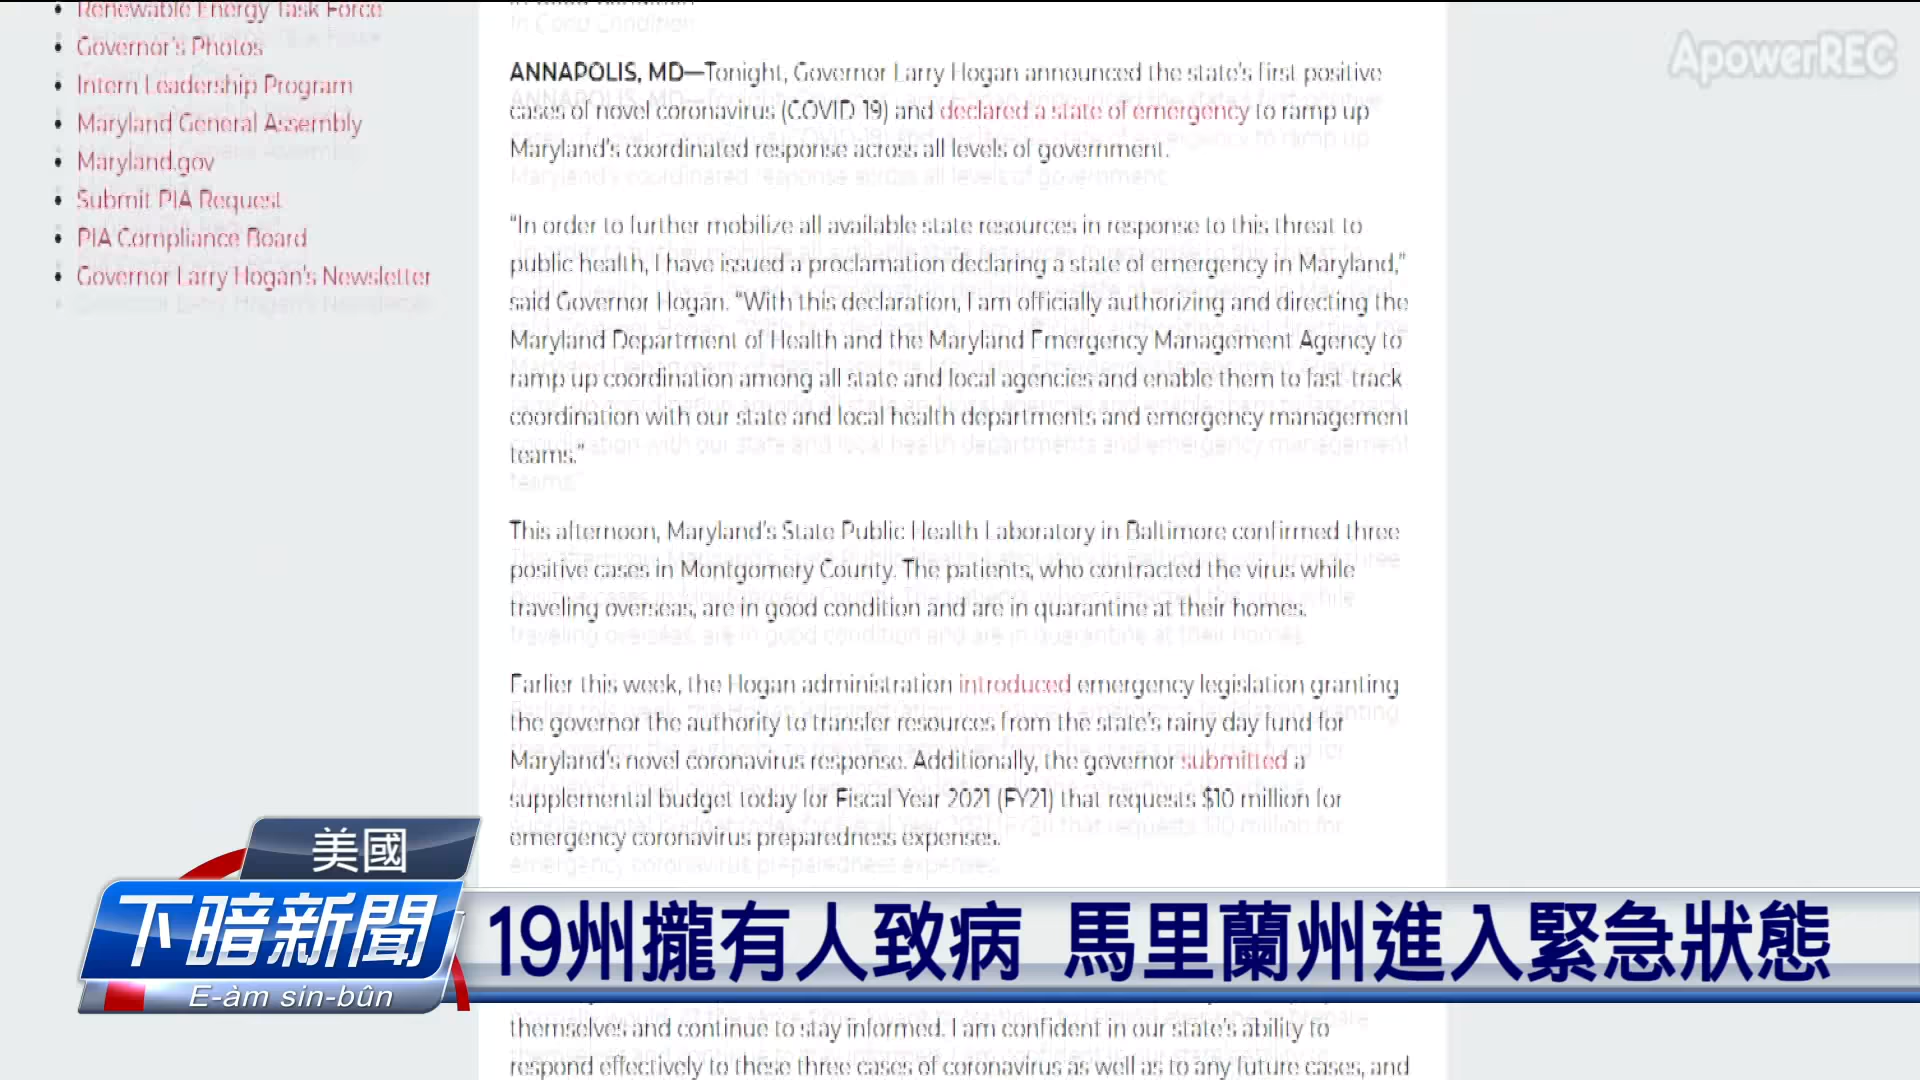 Renewable Energy Task Force
Governor's Photos
Intern Leadership Program
Maryland General Assembly
Maryland.gov
Submit PIA Request
PIA Compliance Board
Governor Larry Hogan's Newsletter
In Good Condition
ANNAPOLIS, MD—Tonight, Governor Larry Hogan announced the state's first positive
cases of novel coronavirus (COVID-19) and declared a state of emergency to ramp up
Maryland's coordinated response across all levels of government.
“In order to further mobilize all available state resources in response to this threat to
public health, I have issued a proclamation declaring a state of emergency in Maryland,”
said Governor Hogan. “With this declaration, I am officially authorizing and directing the
Maryland Department of Health and the Maryland Emergency Management Agency to
ramp up coordination among all state and local agencies and enable them to fast-track
coordination with our state and local health departments and emergency management
teams.”
This afternoon, Maryland's State Public Health Laboratory in Baltimore confirmed three
positive cases in Montgomery County. The patients, who contracted the virus while
traveling overseas, are in good condition and are in quarantine at their homes.
Earlier this week, the Hogan administration introduced emergency legislation granting
the governor the authority to transfer resources from the state's rainy day fund for
Maryland's novel coronavirus response. Additionally, the governor submitted a
supplemental budget today for Fiscal Year 2021 (FY21) that requests $10 million for
emergency coronavirus preparedness expenses.
themselves and continue to stay informed. I am confident in our state's ability to
respond effectively to these three cases of coronavirus as well as to any future cases, and
ApowerREC
美國
下暗新聞
E-àm sin-bûn
19州攏有人致病 馬里蘭州進入緊急狀態